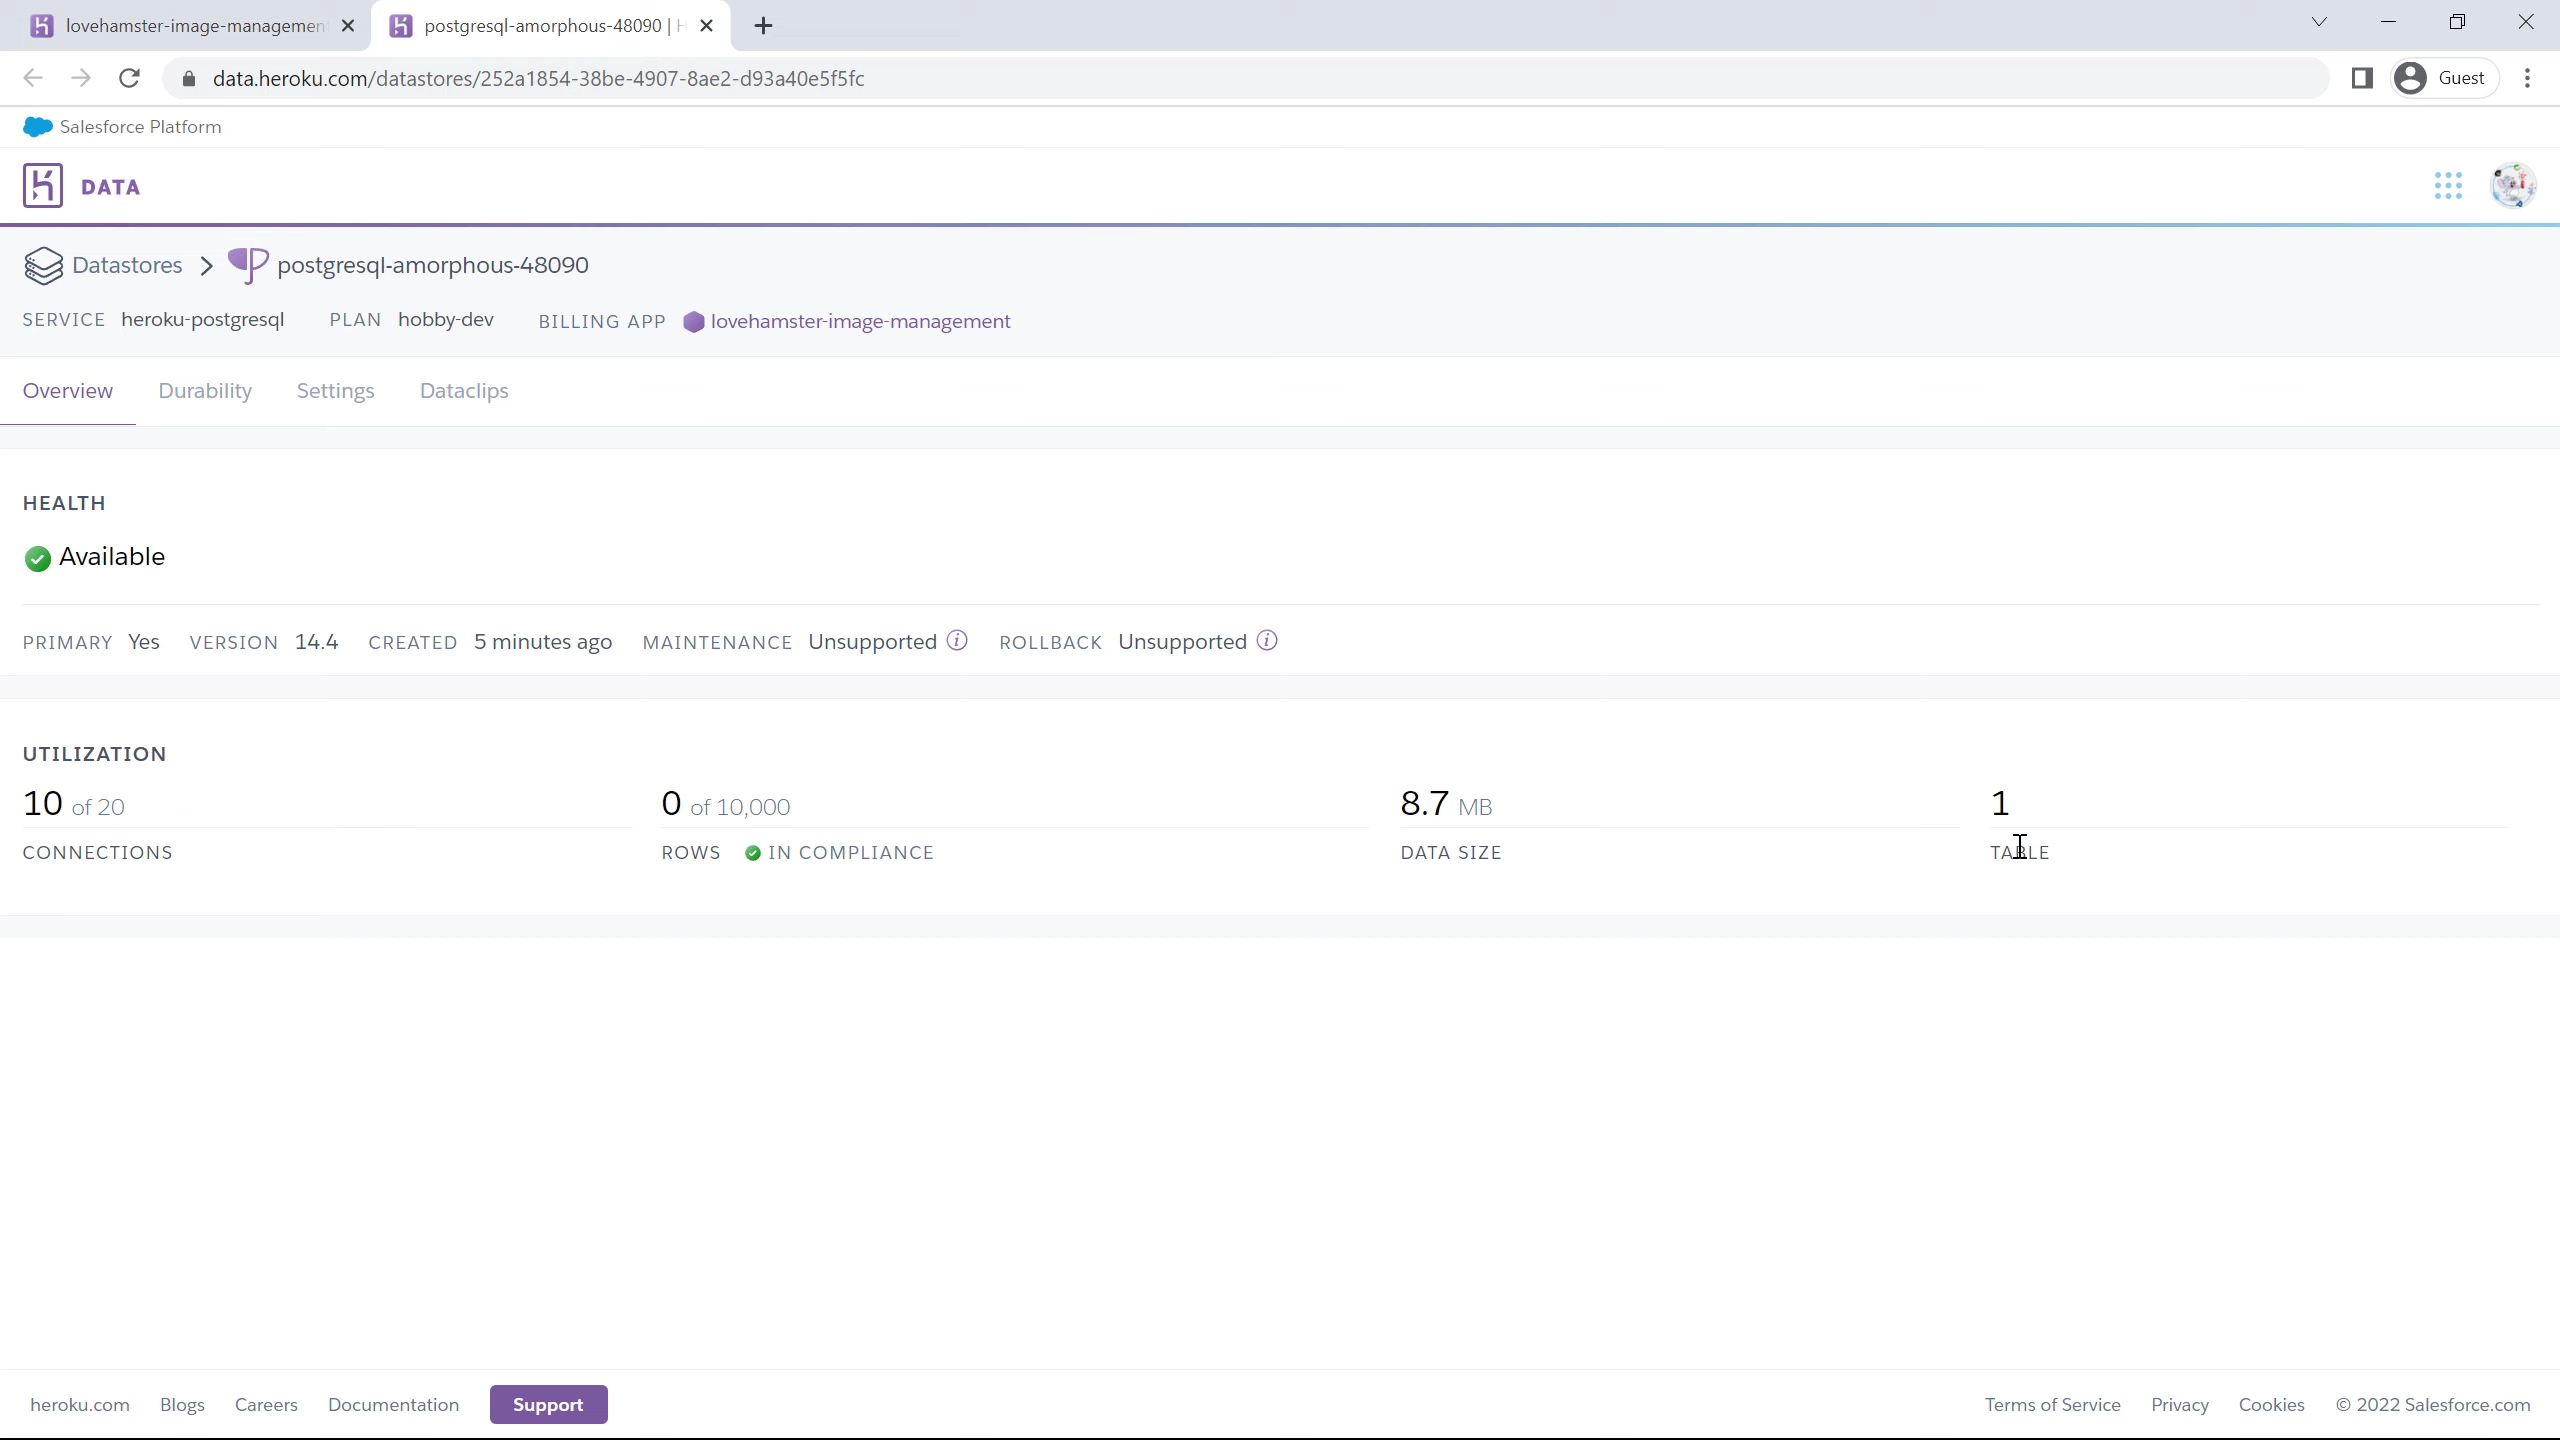 lovehamster-image-managemen
postgresql-amorphous-48090 | H
data.heroku.com/datastores/252a1854-38be-4907-8ae2-d93a40e5f5fc
Guest
Salesforce Platform
DATA
Datastores
postgresql-amorphous-48090
SERVICE heroku-postgresql PLAN hobby-dev BILLING APP lovehamster-image-management
Overview Durability Settings Dataclips
HEALTH
Available
PRIMARY Yes VERSION 14.4 CREATED 5 minutes ago MAINTENANCE Unsupported ROLLBACK Unsupported
UTILIZATION
10 of 20
CONNECTIONS
0 of 10,000
ROWS IN COMPLIANCE
8.7 MB
DATA SIZE
1
TABLE
heroku.com Blogs Careers Documentation Support
Terms of Service Privacy Cookies © 2022 Salesforce.com